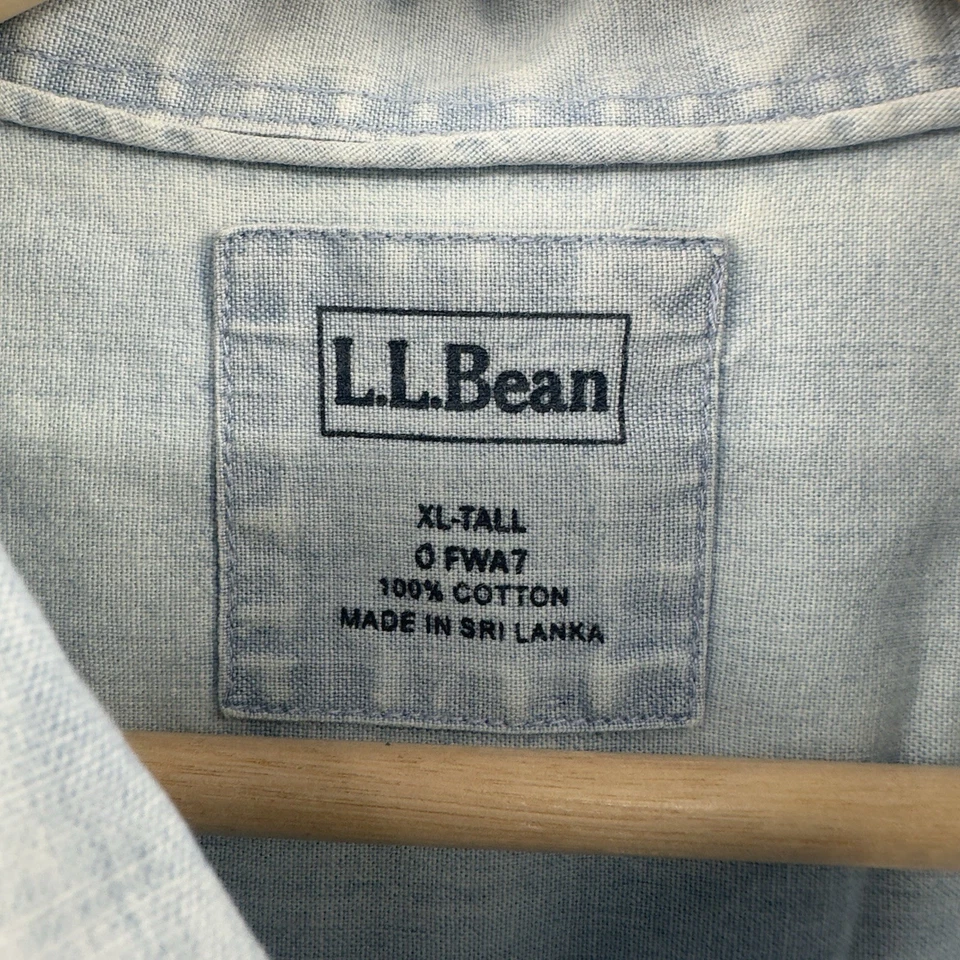 L.L.Bean
XL-TALL
0 FWA7
100% COTTON
MADE IN SRI LANKA